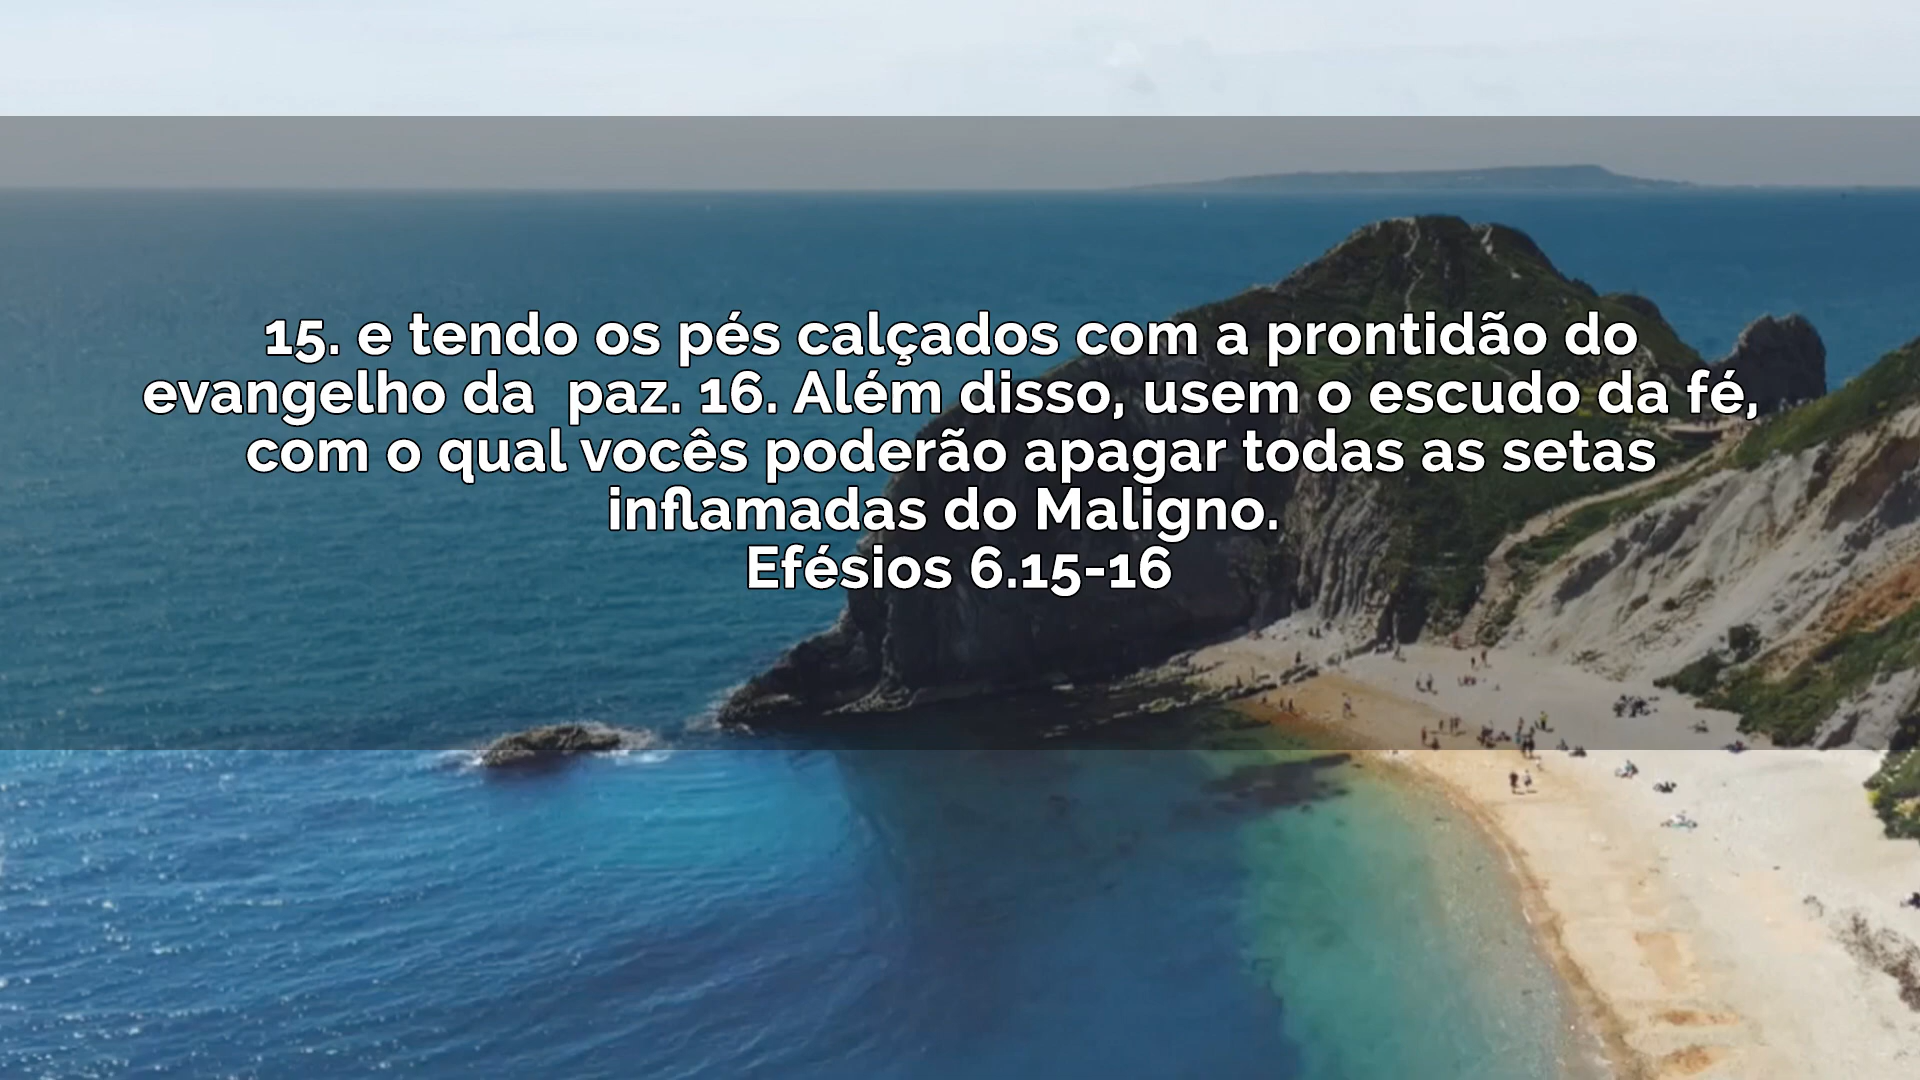 15. e tendo os pés calçados com a prontidão do
evangelho da  paz. 16. Além disso, usem o escudo da fé,
com o qual vocês poderão apagar todas as setas
inflamadas do Maligno.
Efésios 6.15-16